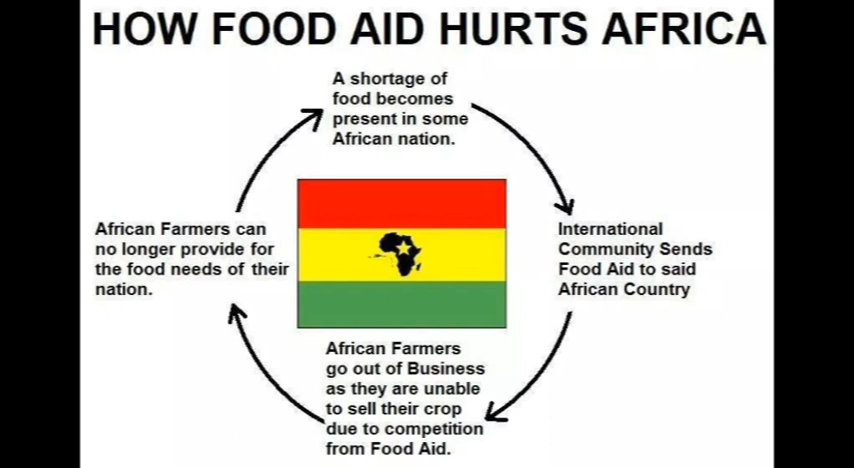 HOW FOOD AID HURTS AFRICA
A shortage of
food becomes
present in some
African nation.
International
Community Sends
Food Aid to said
African Country
African Farmers
go out of Business
as they are unable
to sell their crop
due to competition
from Food Aid.
African Farmers can
no longer provide for
the food needs of their
nation.